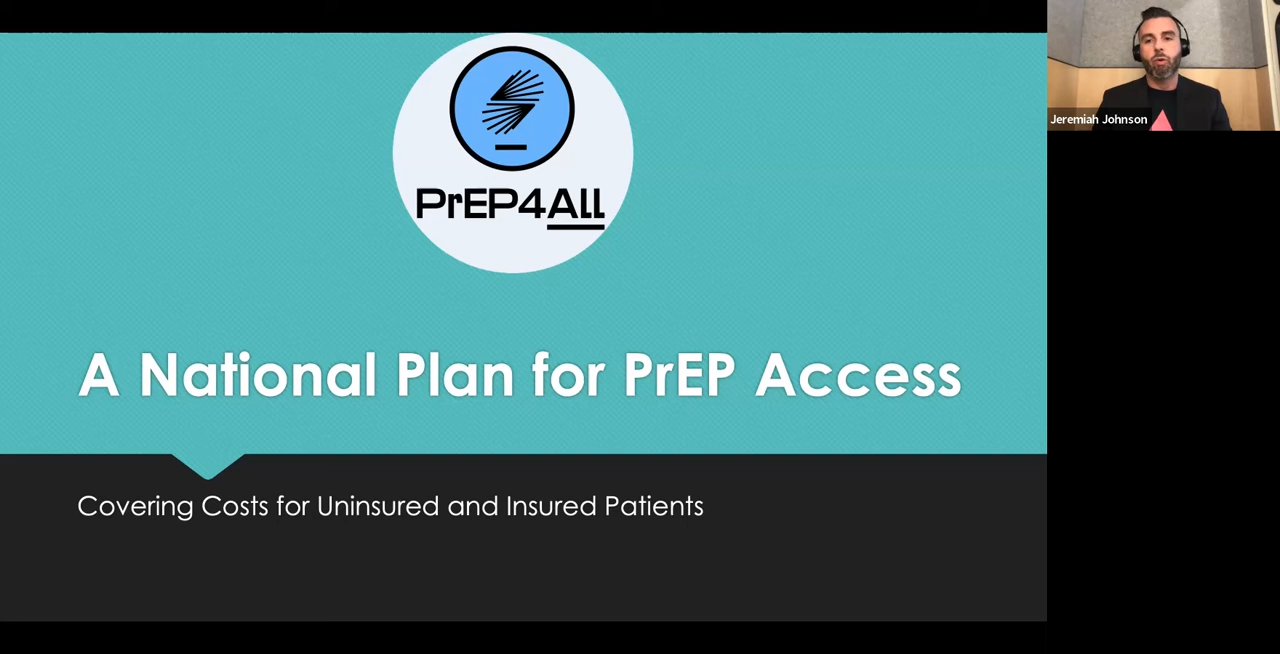 PrEP4All
A National Plan for PrEP Access
Covering Costs for Uninsured and Insured Patients
Jeremiah Johnson